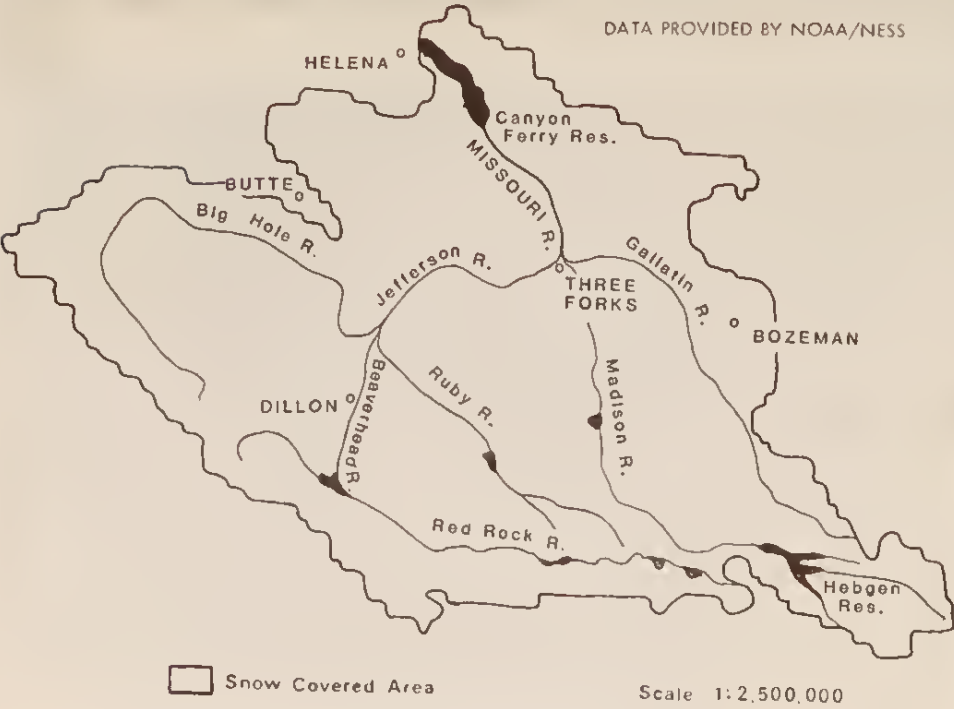 DATA PROVIDED BY NOAA/NESS
HELENA
Canyon
Ferry Res.
MISSOURI R.
BUTTE
Big Hole R.
Jefferson R.
Gallatin R.
THREE
FORKS
BOZEMAN
DILLON
Beaverhead R.
Ruby R.
Madison R.
Red Rock R.
Hebgen
Res.
Snow Covered Area
Scale 1:2,500,000